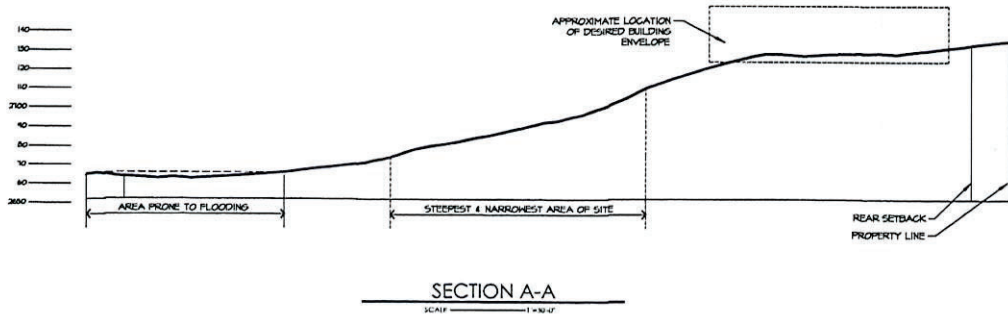 140
130
120
110
2100
90
80
70
60
2650
APPROXIMATE LOCATION
OF DESIRED BUILDING
ENVELOPE
AREA PRONE TO FLOODING
STEEPEST & NARROWEST AREA OF SITE
REAR SETBACK
PROPERTY LINE
SECTION A-A
SCALE